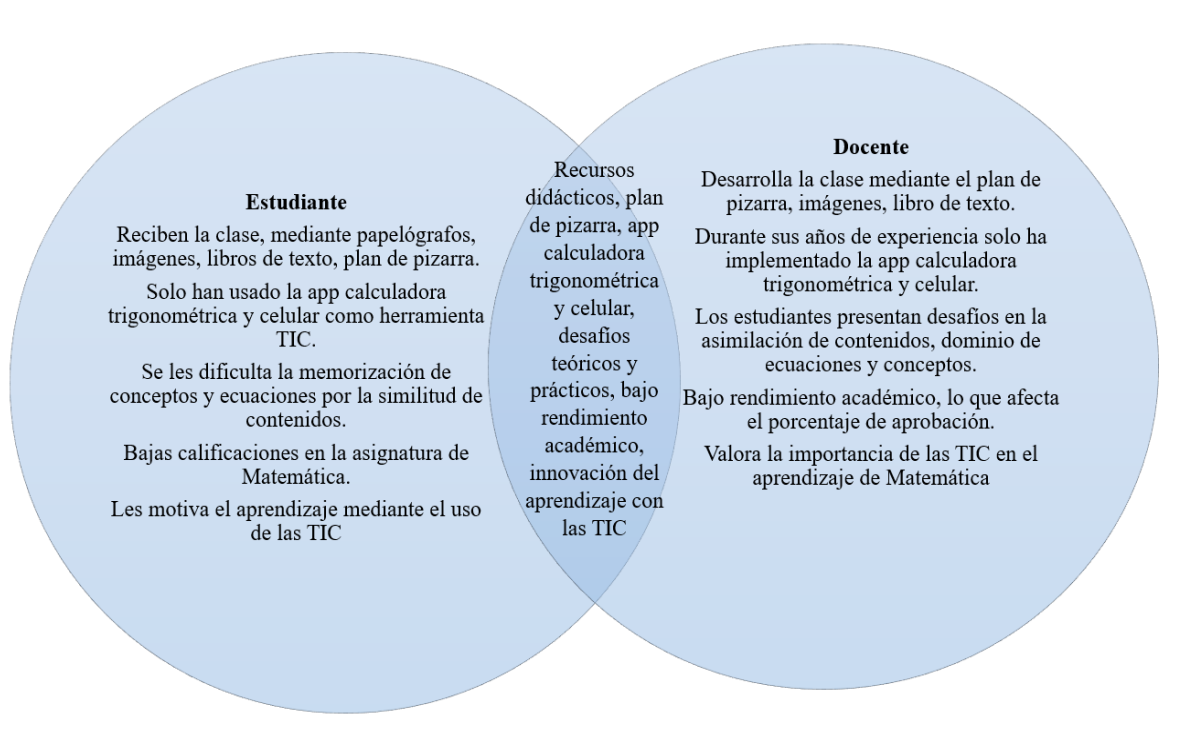 Estudiante
Reciben la clase, mediante papelógrafos,
imágenes, libros de texto, plan de pizarra.
Solo han usado la app calculadora
trigonométrica y celular como herramienta
TIC.
Se les dificulta la memorización de
conceptos y ecuaciones por la similitud de
contenidos.
Bajas calificaciones en la asignatura de
Matemática.
Les motiva el aprendizaje mediante el uso
de las TIC
Recursos
didácticos, plan
de pizarra, app
calculadora
trigonométrica
y celular,
desafíos
teóricos y
prácticos, bajo
rendimiento
académico,
innovación del
aprendizaje con
las TIC
Docente
Desarrolla la clase mediante el plan de
pizarra, imágenes, libro de texto.
Durante sus años de experiencia solo ha
implementado la app calculadora
trigonométrica y celular.
Los estudiantes presentan desafíos en la
asimilación de contenidos, dominio de
ecuaciones y conceptos.
Bajo rendimiento académico, lo que afecta
el porcentaje de aprobación.
Valora la importancia de las TIC en el
aprendizaje de Matemática